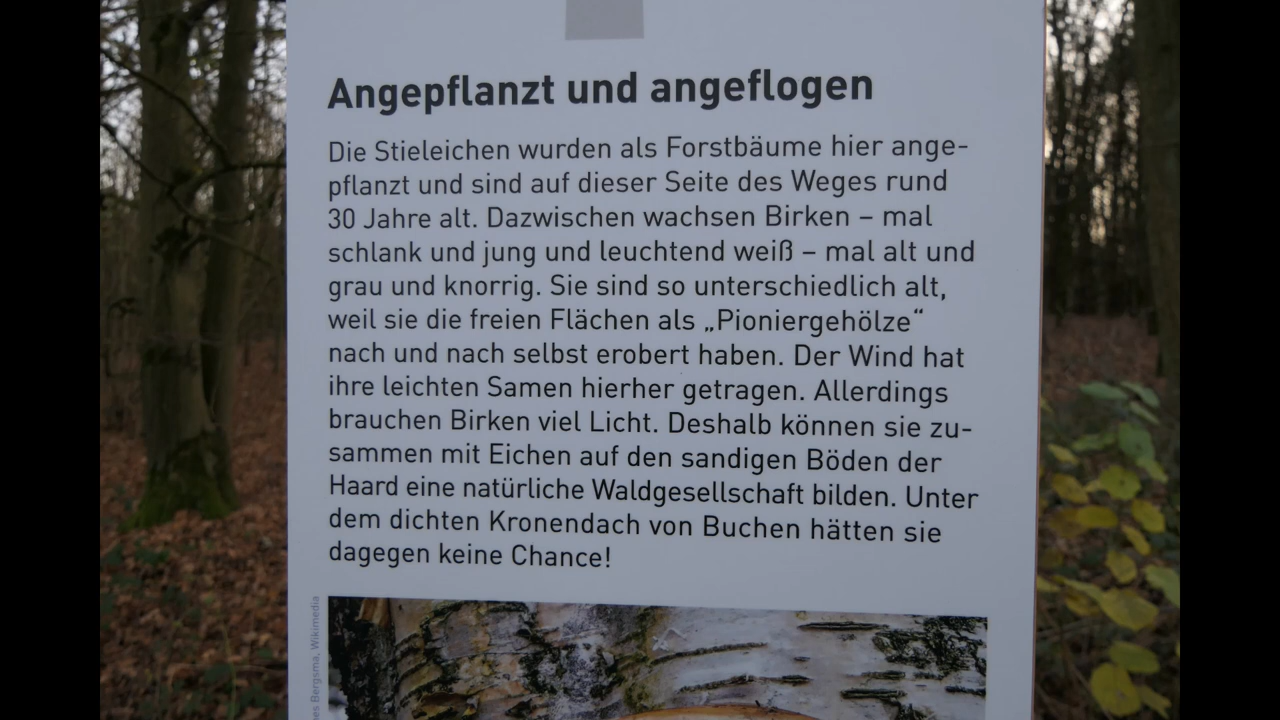 Angepflanzt und angeflogen
Die Stieleichen wurden als Forstbäume hier ange-
pflanzt und sind auf dieser Seite des Weges rund
30 Jahre alt. Dazwischen wachsen Birken – mal
schlank und jung und leuchtend weiß – mal alt und
grau und knorrig. Sie sind so unterschiedlich alt,
weil sie die freien Flächen als „Pioniergehölze“
nach und nach selbst erobert haben. Der Wind hat
ihre leichten Samen hierher getragen. Allerdings
brauchen Birken viel Licht. Deshalb können sie zu-
sammen mit Eichen auf den sandigen Böden der
Haard eine natürliche Waldgesellschaft bilden. Unter
dem dichten Kronendach von Buchen hätten sie
dagegen keine Chance!
Bergsma, Wikimedia